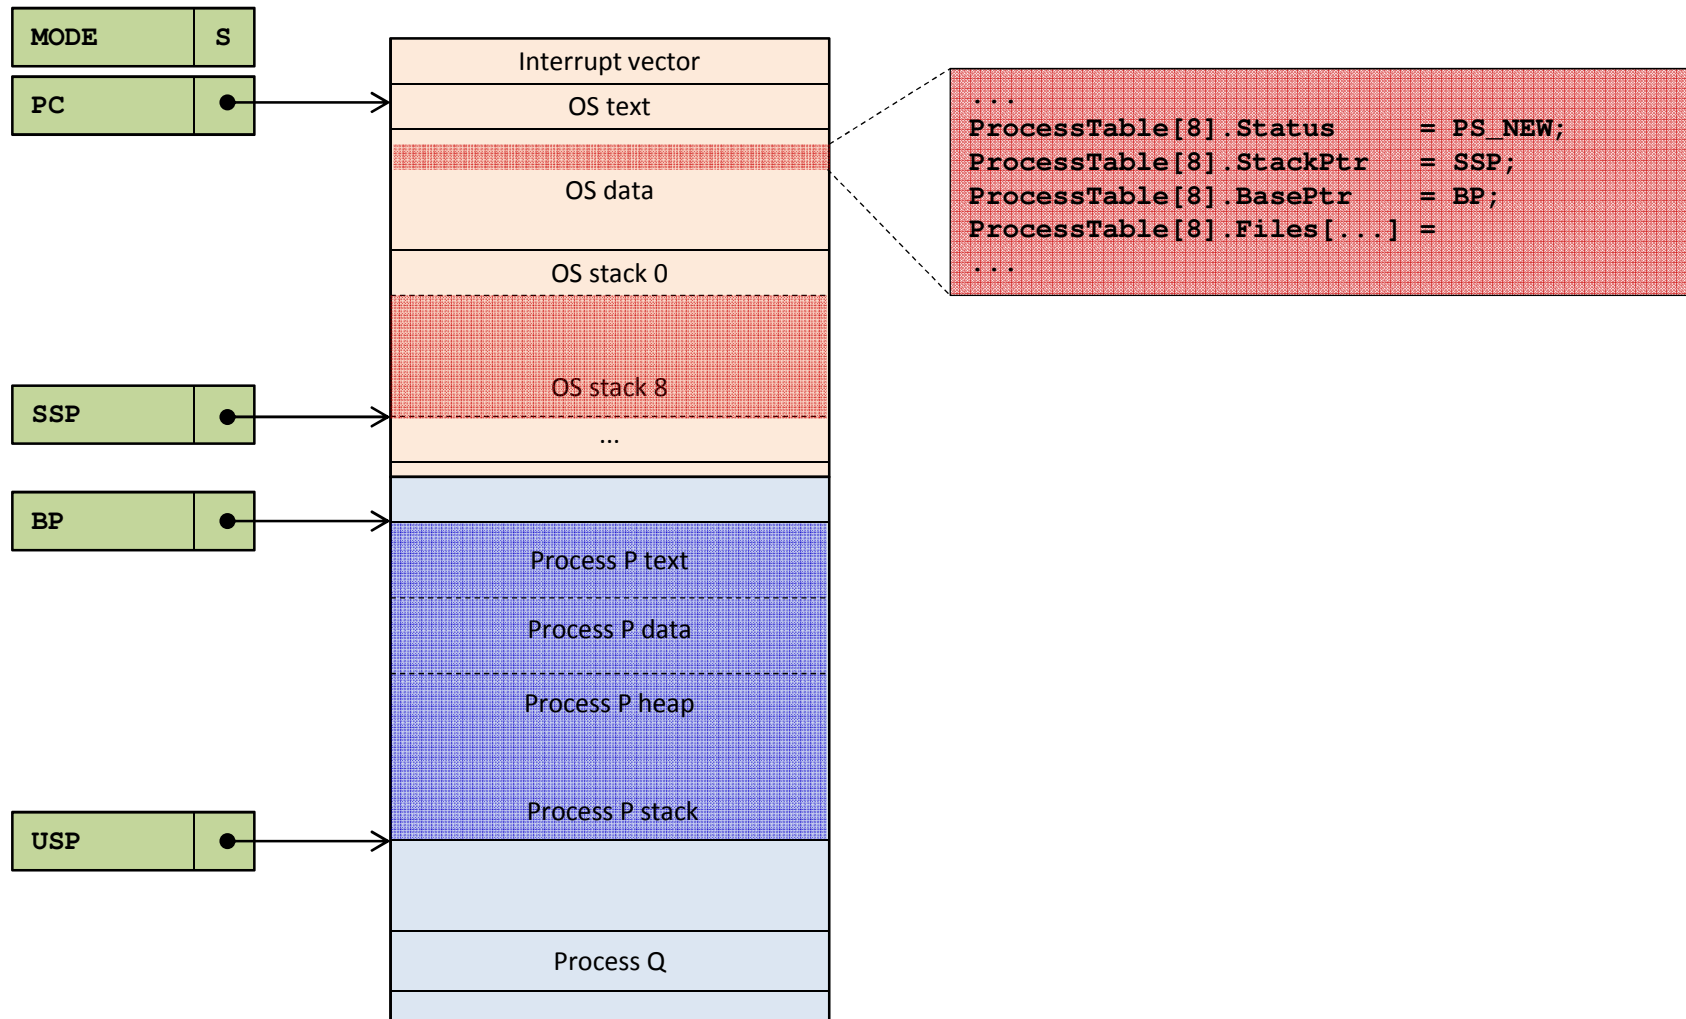 MODE S
PC
SSP
BP
USP
Interrupt vector
OS text
OS data
OS stack 0
OS stack 8
...
Process P text
Process P data
Process P heap
Process P stack
Process Q
...
ProcessTable[8].Status = PS_NEW;
ProcessTable[8].StackPtr = SSP;
ProcessTable[8].BasePtr = BP;
ProcessTable[8].Files[...] =
...